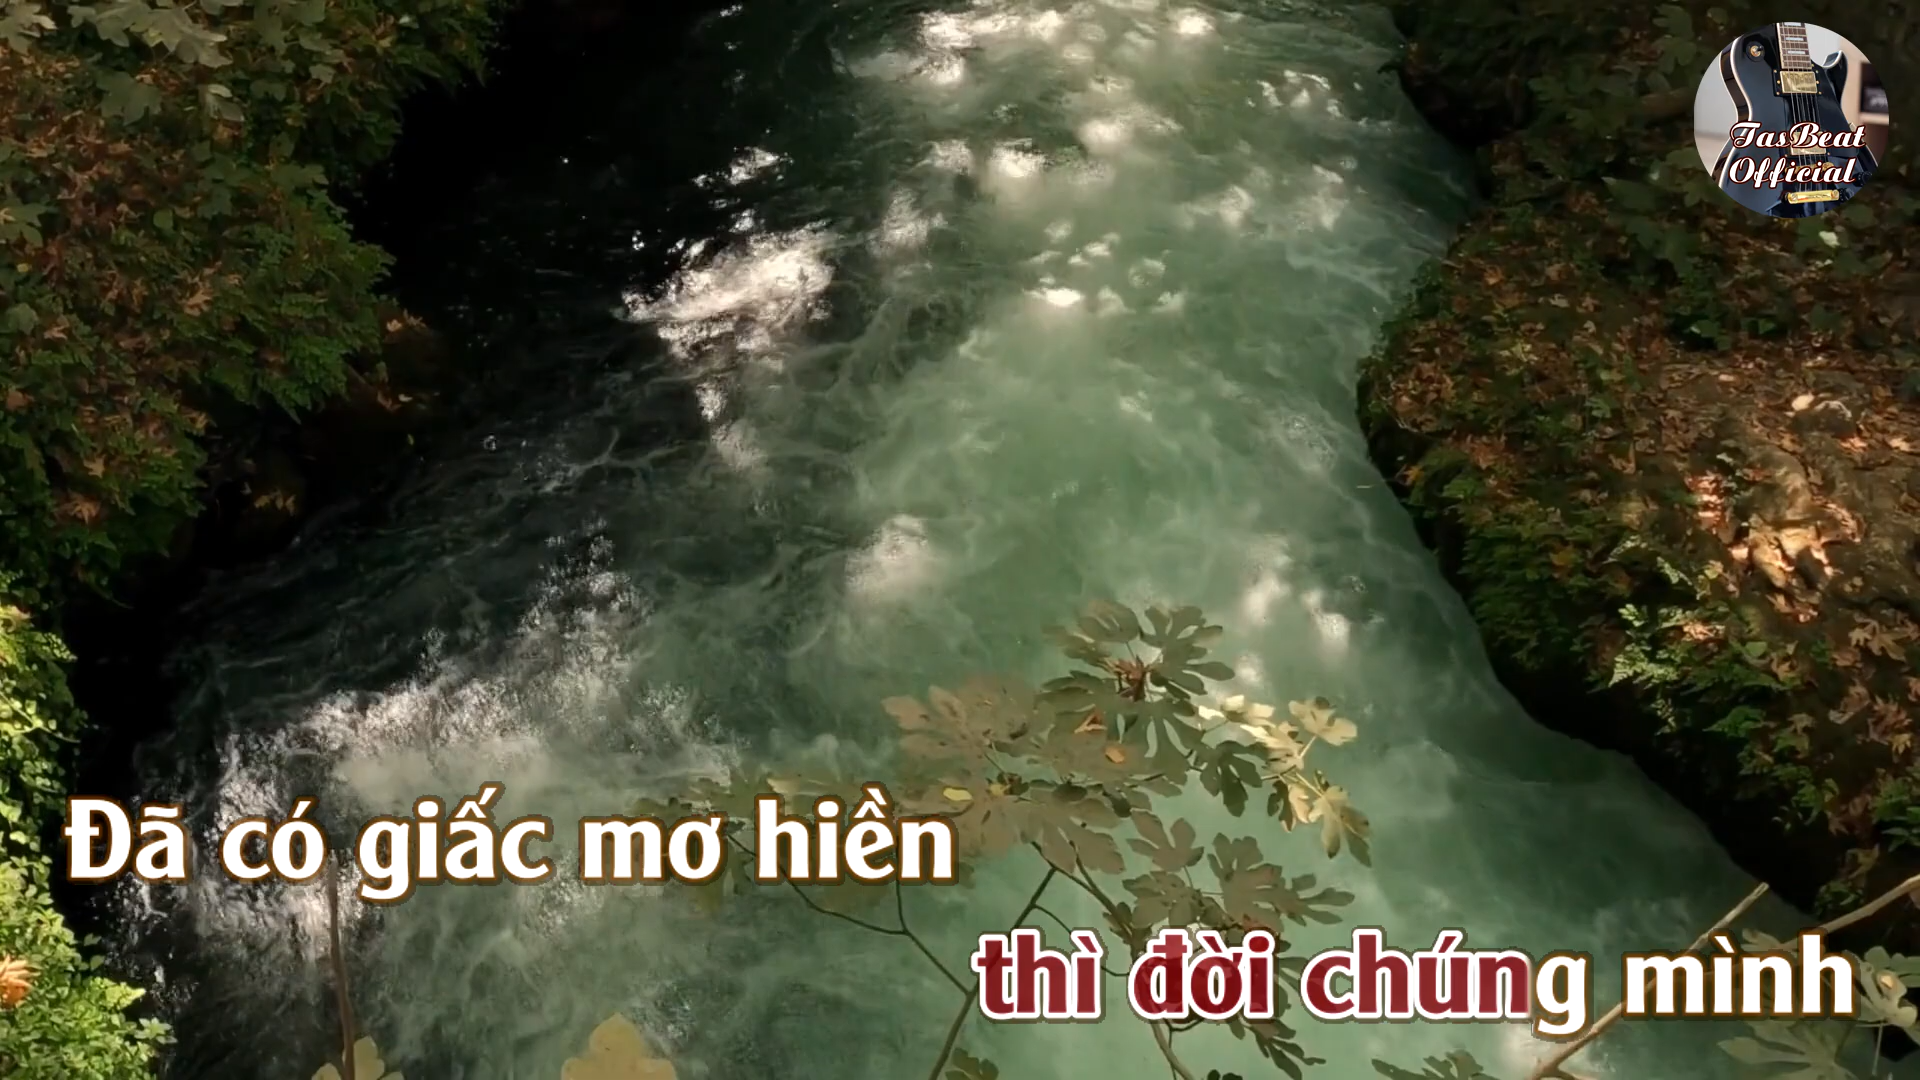 TasBeat
Official
Đã có giấc mơ hiền
thì đời chúng mình